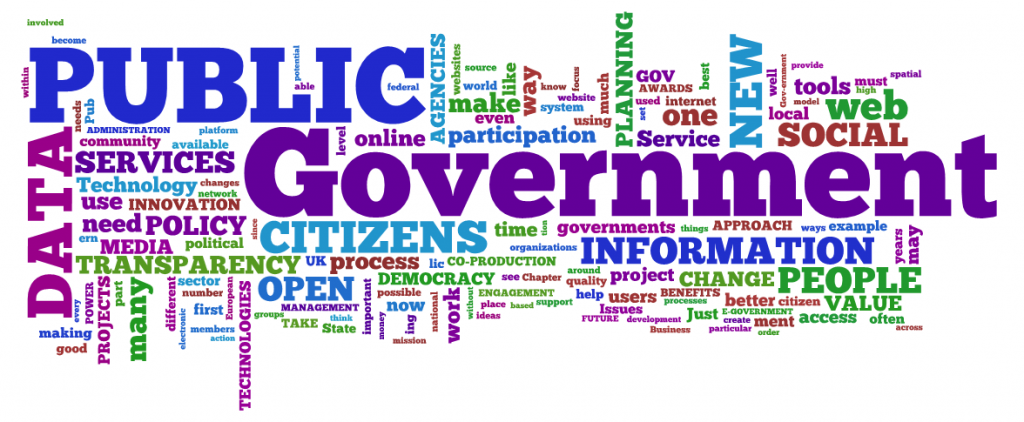 involved
become
within
PUBLIC
potential
able
federal
AGENCIES
websites
source
world
like
way
know
focus
website
system
make
even
using
much
PLANNING
GOV
AWARDS
best
used
internet
set
one
Service
NEW
well
Gov-ernment
provide
tools
must
spatial
high
model
web
local
SOCIAL
needs
Pub
ADMINISTRATION
platform
community
available
level
online
participation
DATA
SERVICES
Government
Technology
changes
network
use
INNOVATION
need
POLICY
since
CITIZENS
time
tion
governments
things
APPROACH
ways
example
ern
MEDIA
political
organizations
INFORMATION
years
may
TRANSPARENCY
UK
process
lic
CO-PRODUCTION
DEMOCRACY
see
Chapter
around
quality
project
CHANGE
PEOPLE
every
POWER
PROJECTS
part
many
different
sector
number
European
OPEN
important
possible
now
national
work
ENGAGEMENT
place
based
support
help
users
BENEFITS
processes
better
citizen
VALUE
making
good
electronic
first
members
action
TECHNOLOGIES
groups
MANAGEMENT
TAKE
think
State
money
ing
mission
without
ideas
Issues
FUTURE
development
Just
E-GOVERNMENT
create
ment
access
often
Business
particular
order
across